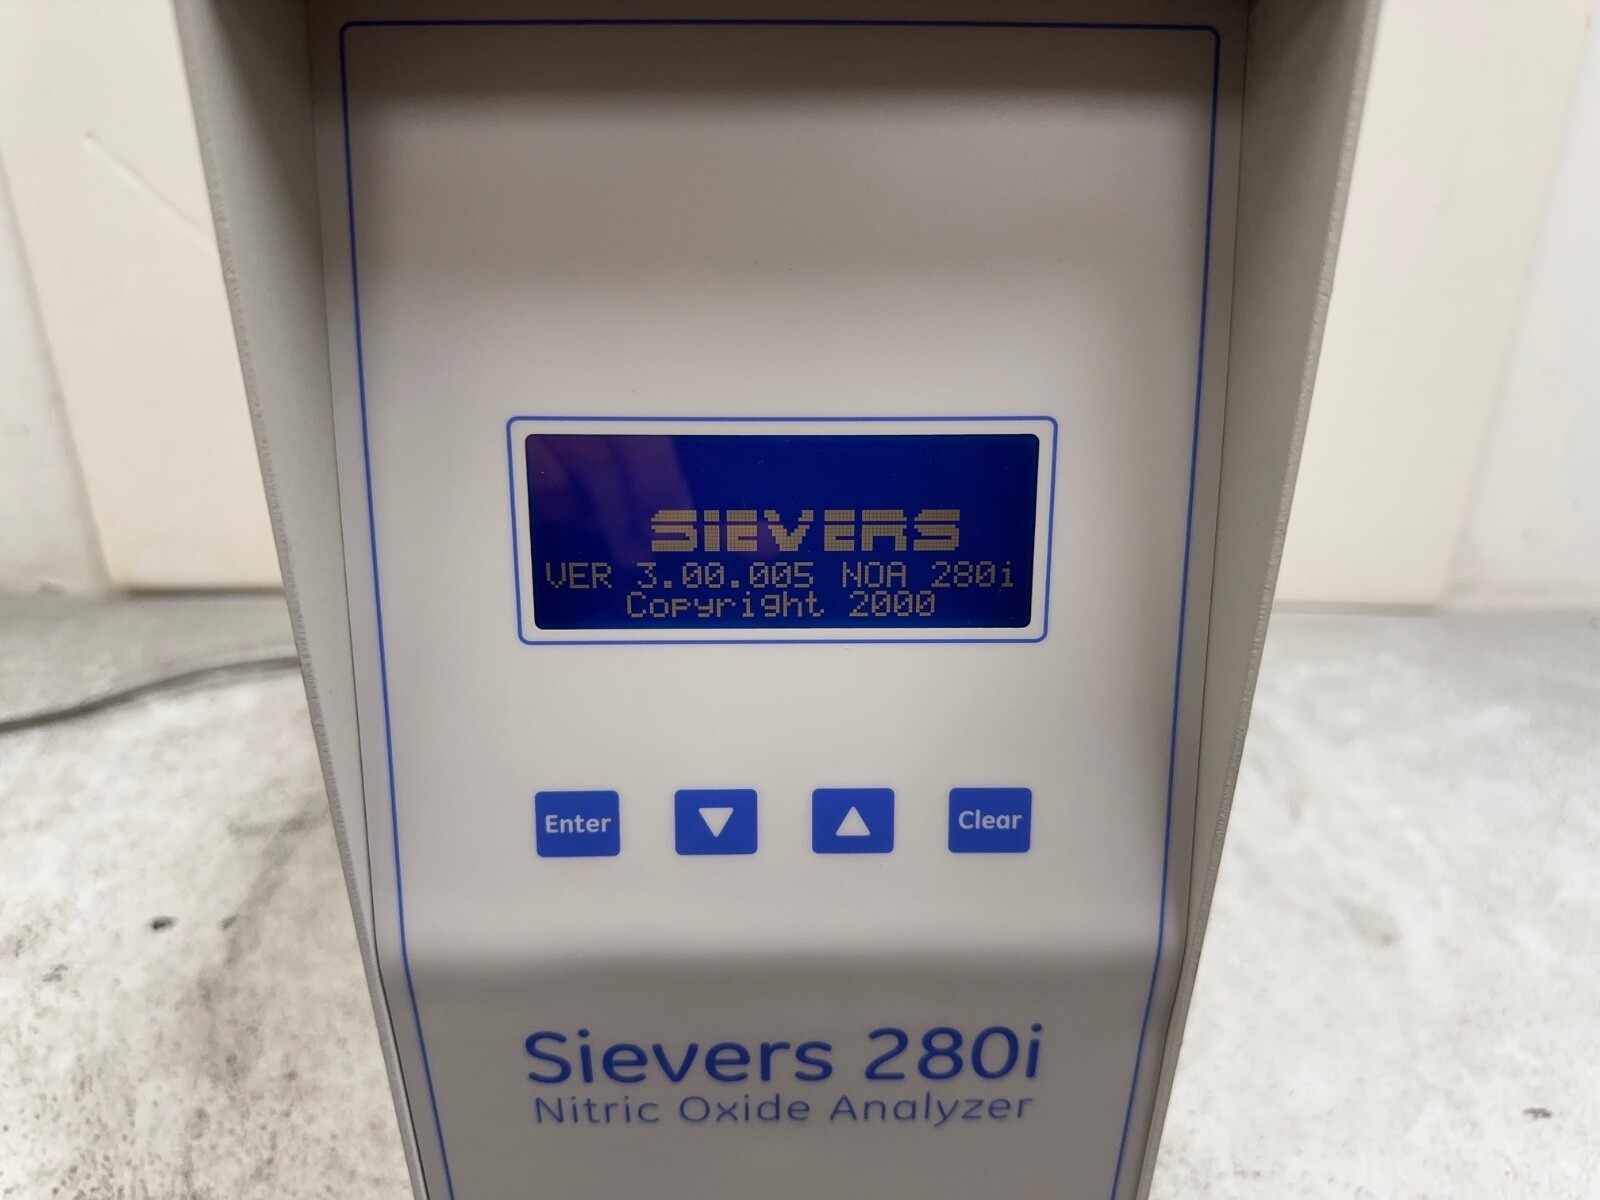 SIEVERS
VER 3.00.005 NOA 280i
Copyright 2000
Enter Clear
Sievers 280i
Nitric Oxide Analyzer